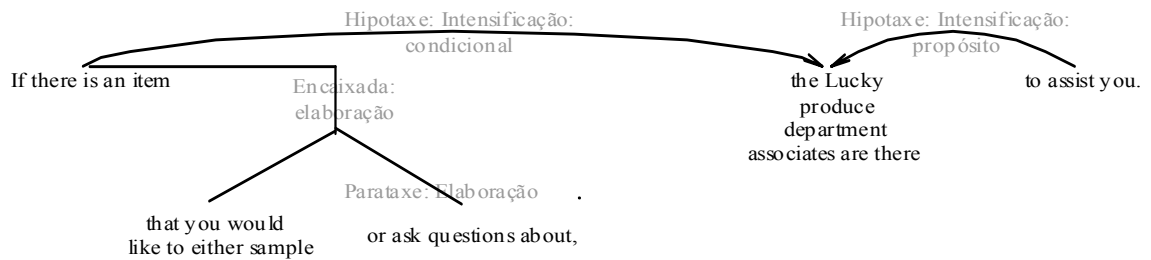 Hipotaxe: Intensificação:
condicional
Hipotaxe: Intensificação:
propósito
If there is an item
Encaixada:
elaboração
the Lucky
produce
department
associates are there
to assist you.
Parataxe: Elaboração
.
that you would
like to either sample
or ask questions about,